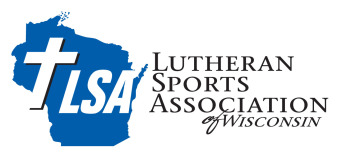 LSA
LUTHERAN
SPORTS
ASSOCIATION
of WISCONSIN